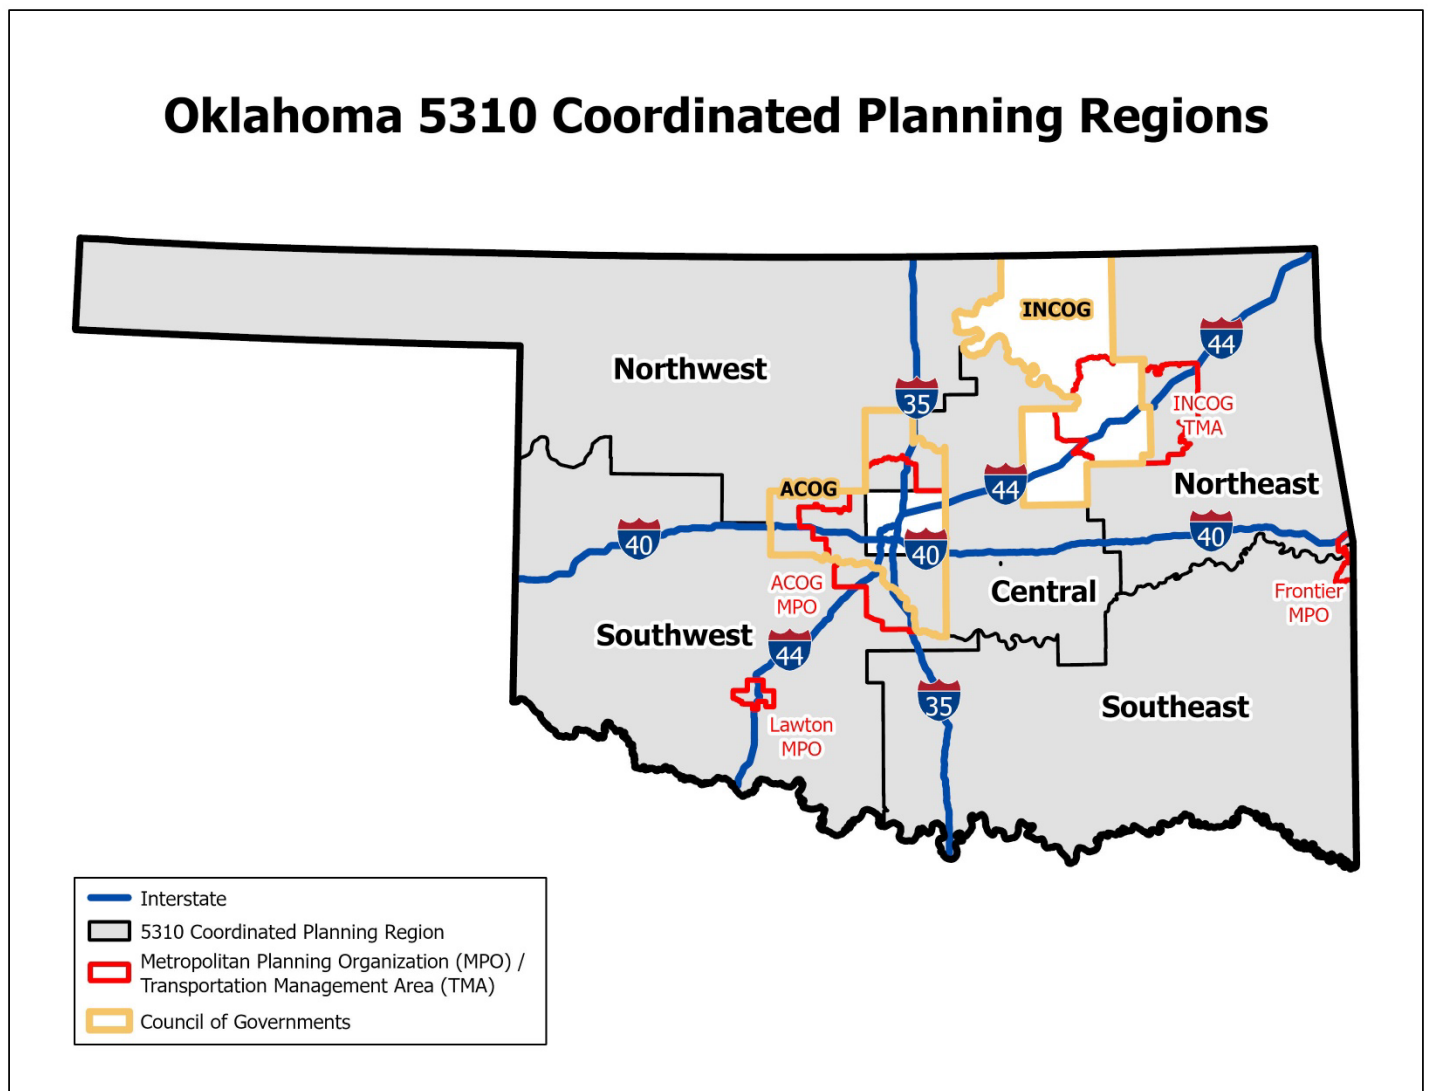 Oklahoma 5310 Coordinated Planning Regions
INCOG
44
Northwest
35
INCOG
TMA
ACOG
44
Northeast
40
40
40
ACOG
MPO
Central
Frontier
MPO
Southwest
44
35
Southeast
Lawton
MPO
Interstate
5310 Coordinated Planning Region
Metropolitan Planning Organization (MPO) /
Transportation Management Area (TMA)
Council of Governments